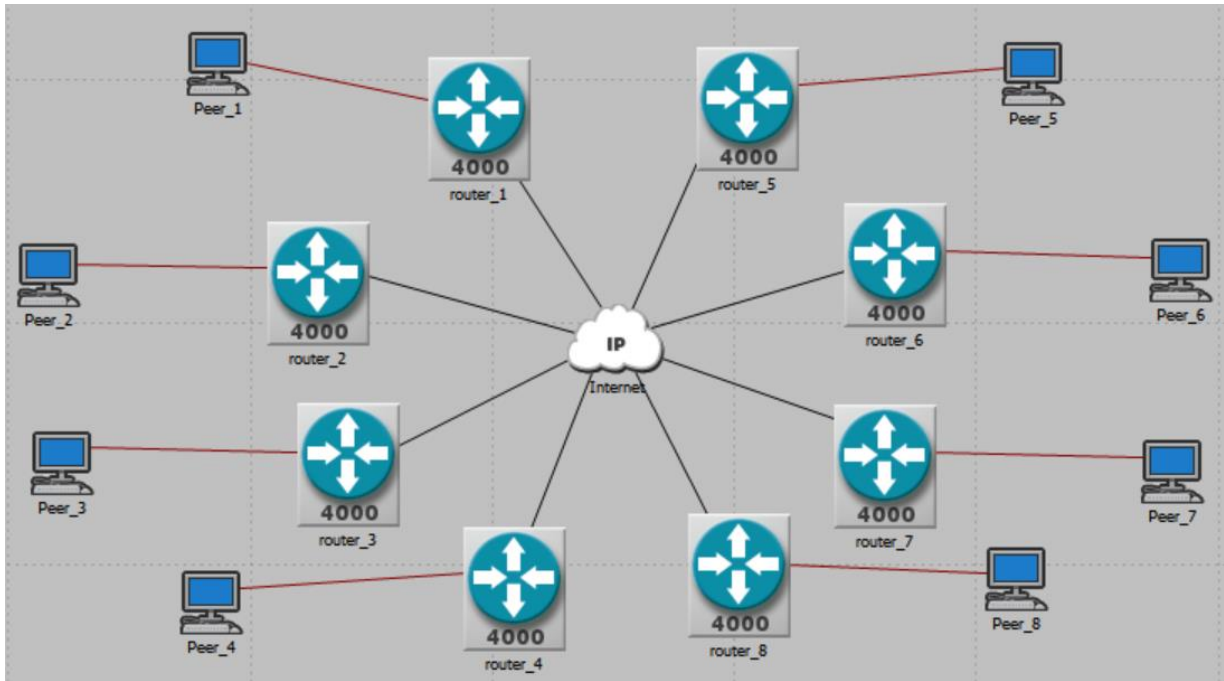 Peer_1
4000
router_1
4000
router_5
Peer_5
Peer_2
4000
router_2
IP
Internet
4000
router_6
Peer_6
Peer_3
4000
router_3
4000
router_7
Peer_7
Peer_4
4000
router_4
4000
router_8
Peer_8